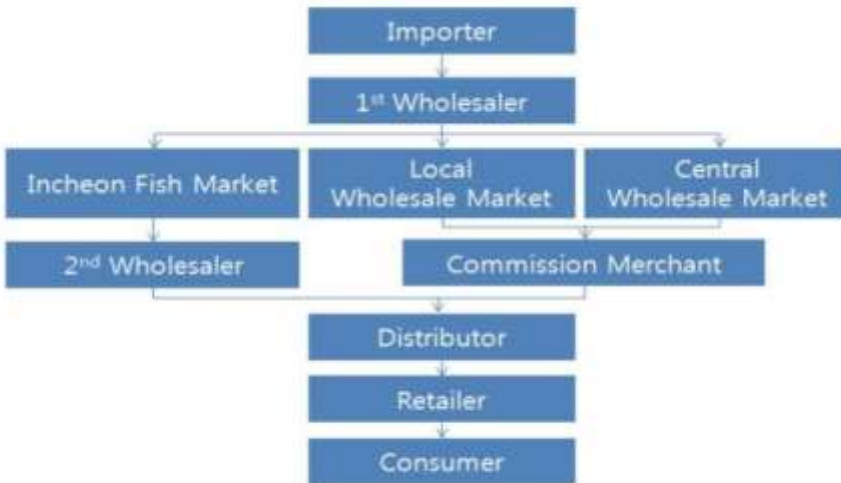 Importer
1st Wholesaler
Incheon Fish Market
Local
Wholesale Market
Central
Wholesale Market
2nd Wholesaler
Commission Merchant
Distributor
Retailer
Consumer